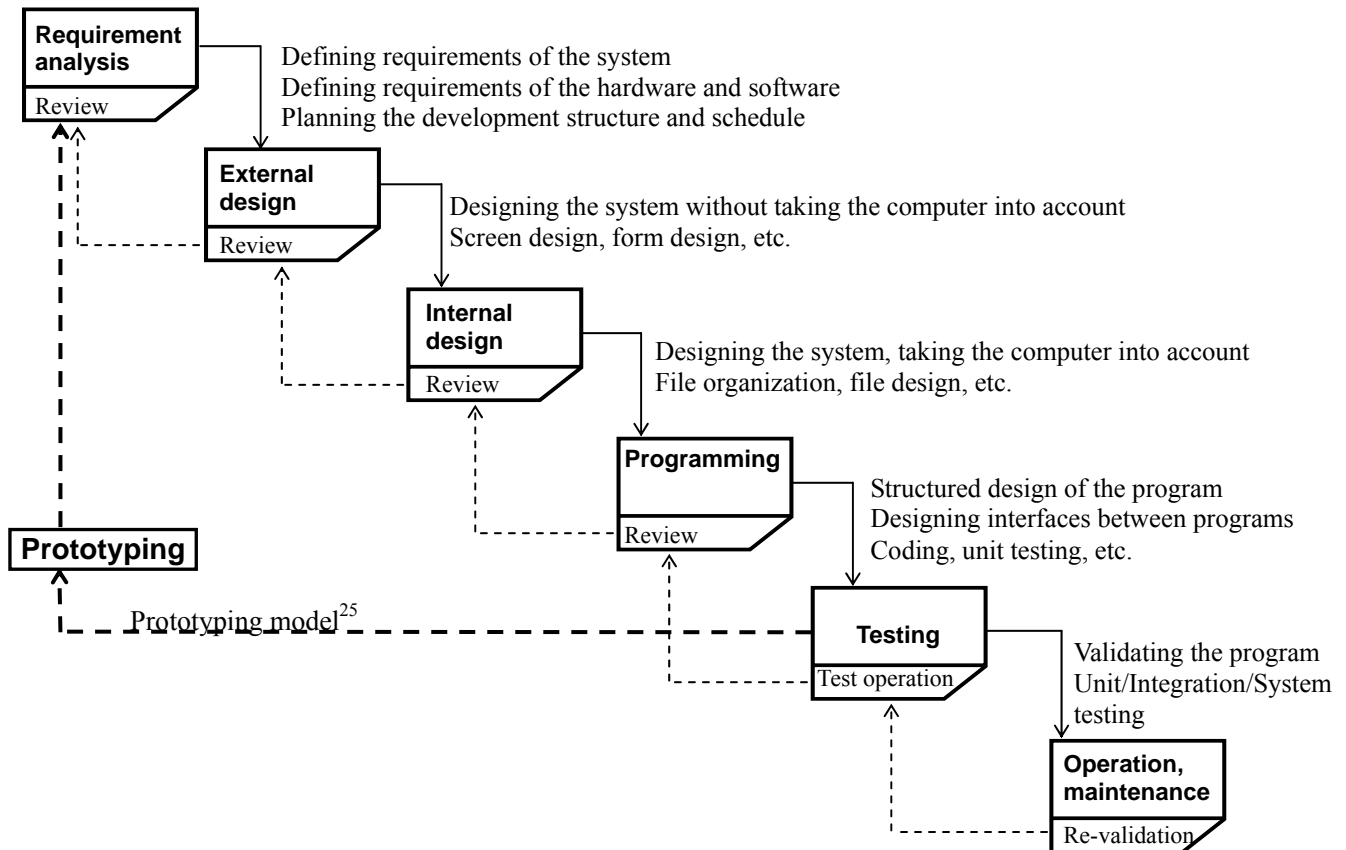 Requirement
analysis
Review
Defining requirements of the system
Defining requirements of the hardware and software
Planning the development structure and schedule
External
design
Review
Designing the system without taking the computer into account
Screen design, form design, etc.
Internal
design
Review
Designing the system, taking the computer into account
File organization, file design, etc.
Programming
Review
Structured design of the program
Designing interfaces between programs
Coding, unit testing, etc.
Prototyping
Prototyping model25
Testing
Test operation
Validating the program
Unit/Integration/System
testing
Operation,
maintenance
Re-validation